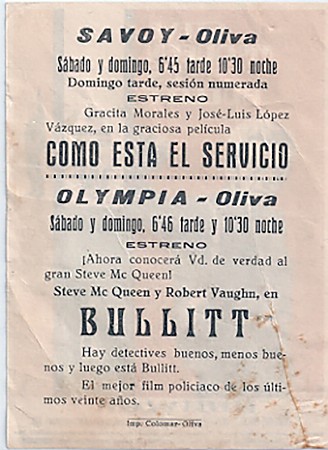 SAVOY - Oliva
Sábado y domingo, 6'45 tarde 10'30 noche
Domingo tarde, sesión numerada
ESTRENO
Gracita Morales y José-Luis López
Vázquez, en la graciosa película
COMO ESTA EL SERVICIO
OLYMPIA - Oliva
Sábado y domingo, 6'46 tarde y 10'30 noche
ESTRENO
¡Ahora conocerá Vd. de verdad al
gran Steve Mc Queen!
Steve Mc Queen y Robert Vaughn, en
BULLITT
Hay detectives buenos, menos bue-
nos y luego está Bullitt.
El mejor film policiaco de los últi-
mos veinte años.
Imp. Colomar-Oliva